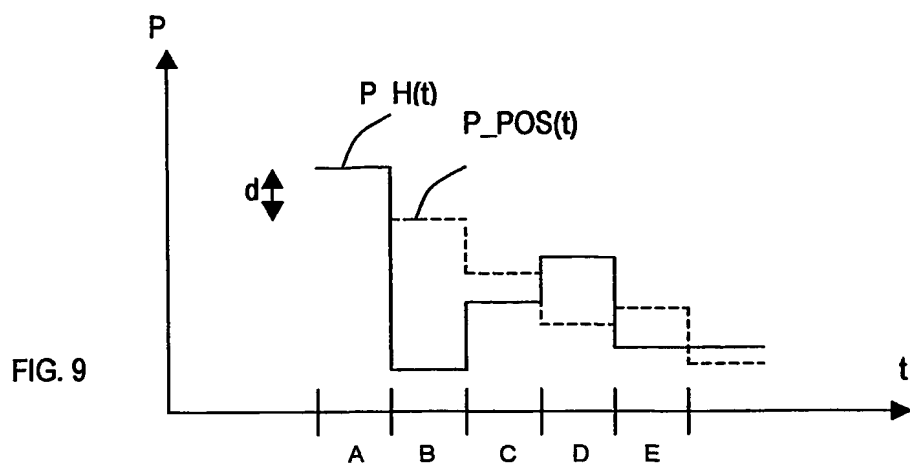 P
P H(t)
P_POS(t)
d
FIG. 9
t
A B C D E